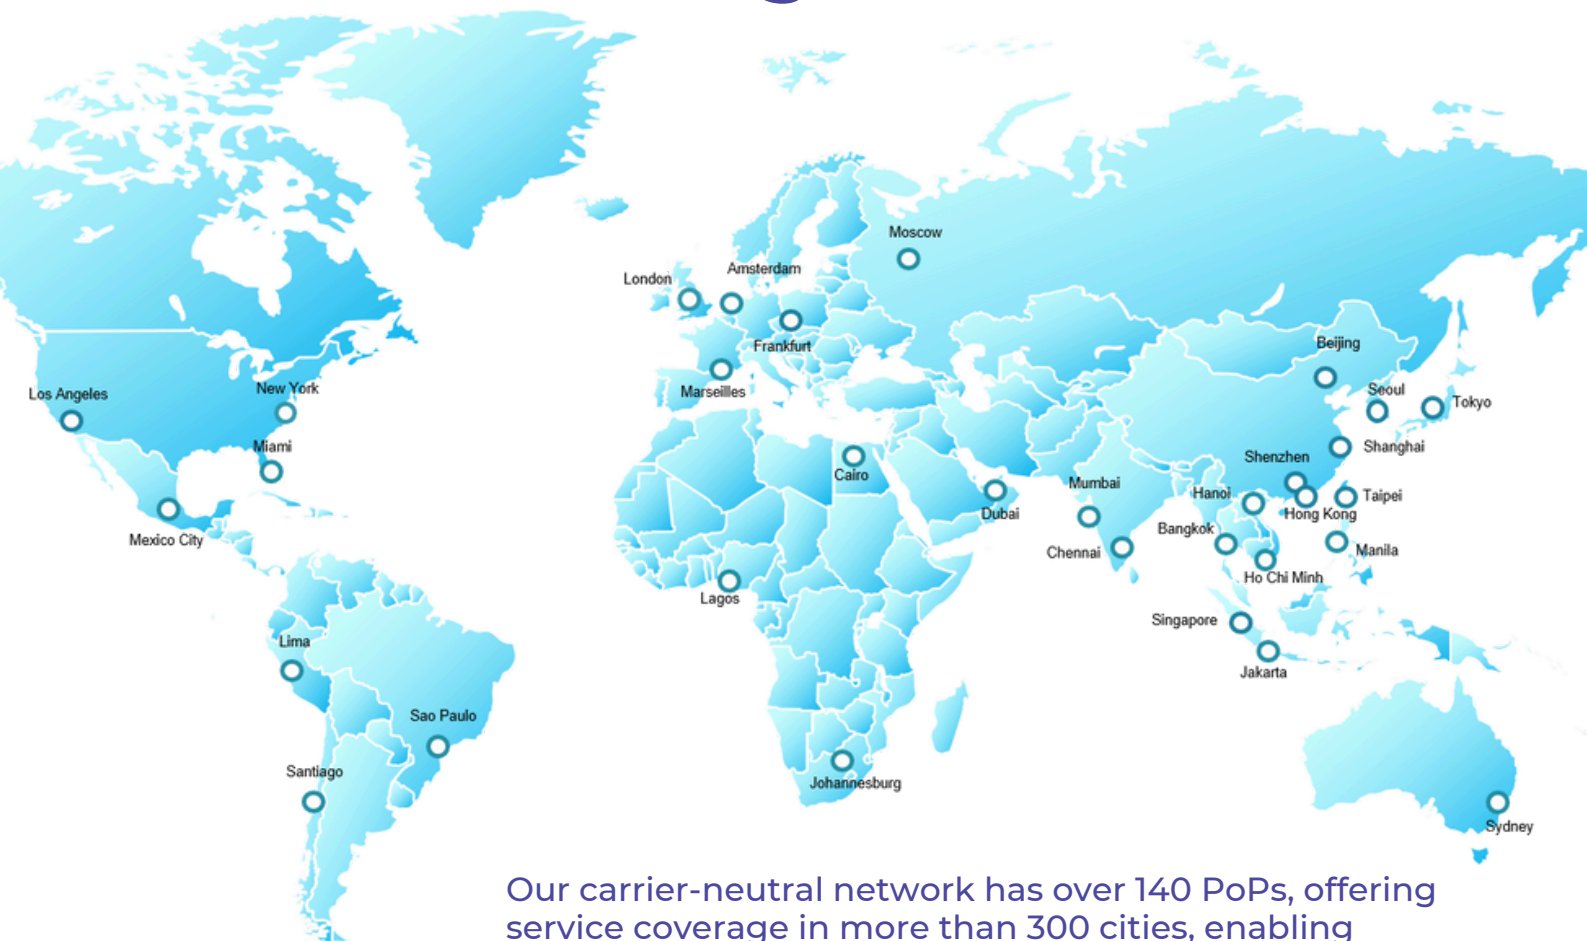 Moscow
Amsterdam
London
Frankfurt
Beijing
Seoul
Marseilles
New York
Los Angeles
Tokyo
Miami
Shanghai
Shenzhen
Cairo
Mumbai
Hanoi
Taipei
Dubai
Hong Kong
Bangkok
Mexico City
Chennai
Manila
Ho Chi Minh
Lagos
Singapore
Lima
Jakarta
Sao Paulo
Santiago
Johannesburg
Sydney
Our carrier-neutral network has over 140 PoPs, offering
service coverage in more than 300 cities, enabling